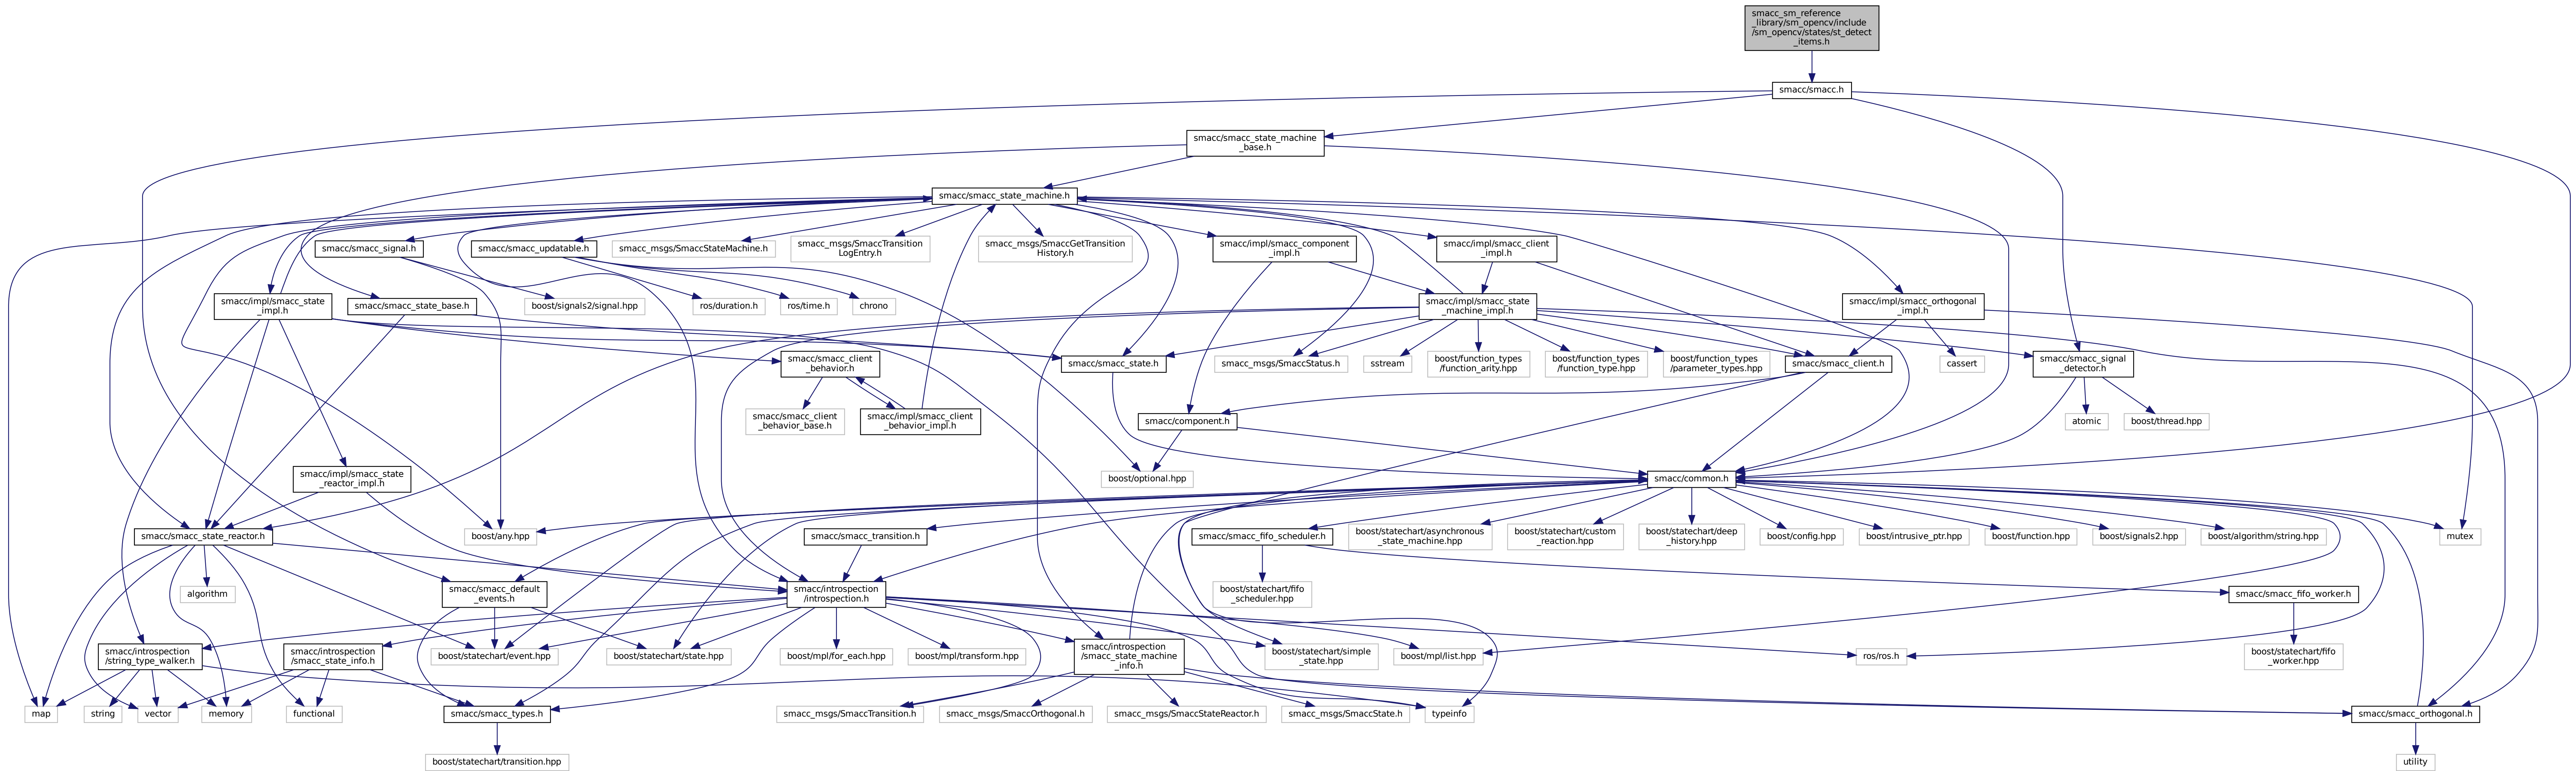 smacc_sm_reference
_library/sm_opencv/include
/sm_opencv/states/st_detect
_items.h
smacc/smacc.h
smacc/smacc_state_machine
_base.h
smacc/smacc_state_machine.h
smacc/smacc_signal.h
smacc/smacc_updatable.h
smacc_msgs/SmaccStateMachine.h
smacc_msgs/SmaccTransition
LogEntry.h
smacc_msgs/SmaccGetTransition
History.h
smacc/impl/smacc_component
_impl.h
smacc/impl/smacc_client
_impl.h
smacc/impl/smacc_state
_impl.h
smacc/smacc_state_base.h
boost/signals2/signal.hpp
ros/duration.h
ros/time.h
chrono
smacc/impl/smacc_state
_machine_impl.h
smacc/impl/smacc_orthogonal
_impl.h
smacc/smacc_client
_behavior.h
smacc/smacc_state.h
smacc_msgs/SmaccStatus.h
sstream
boost/function_types
/function_arity.hpp
boost/function_types
/function_type.hpp
boost/function_types
/parameter_types.hpp
smacc/smacc_client.h
cassert
smacc/smacc_signal
_detector.h
smacc/smacc_client
_behavior_base.h
smacc/impl/smacc_client
_behavior_impl.h
smacc/component.h
atomic
boost/thread.hpp
smacc/impl/smacc_state
_reactor_impl.h
boost/optional.hpp
smacc/common.h
smacc/smacc_state_reactor.h
boost/any.hpp
smacc/smacc_transition.h
smacc/smacc_fifo_scheduler.h
boost/statechart/asynchronous
_state_machine.hpp
boost/statechart/custom
_reaction.hpp
boost/statechart/deep
_history.hpp
boost/config.hpp
boost/intrusive_ptr.hpp
boost/function.hpp
boost/signals2.hpp
boost/algorithm/string.hpp
mutex
algorithm
smacc/smacc_default
_events.h
smacc/introspection
/introspection.h
boost/statechart/fifo
_scheduler.hpp
smacc/smacc_fifo_worker.h
smacc/introspection
/string_type_walker.h
smacc/introspection
/smacc_state_info.h
boost/statechart/event.hpp
boost/statechart/state.hpp
boost/mpl/for_each.hpp
boost/mpl/transform.hpp
smacc/introspection
/smacc_state_machine
_info.h
boost/statechart/simple
_state.hpp
boost/mpl/list.hpp
ros/ros.h
boost/statechart/fifo
_worker.hpp
map
string
vector
memory
functional
smacc/smacc_types.h
smacc_msgs/SmaccTransition.h
smacc_msgs/SmaccOrthogonal.h
smacc_msgs/SmaccStateReactor.h
smacc_msgs/SmaccState.h
typeinfo
smacc/smacc_orthogonal.h
boost/statechart/transition.hpp
utility